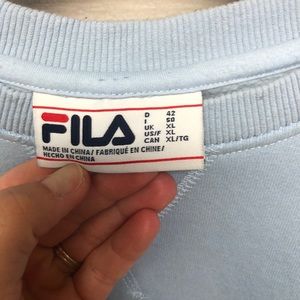 FILA
D 42
I 50
UK XL
US/F XL
CAN XL/TG
MADE IN CHINA/ FABRIQUÉ EN CHINE/
HECHO EN CHINA